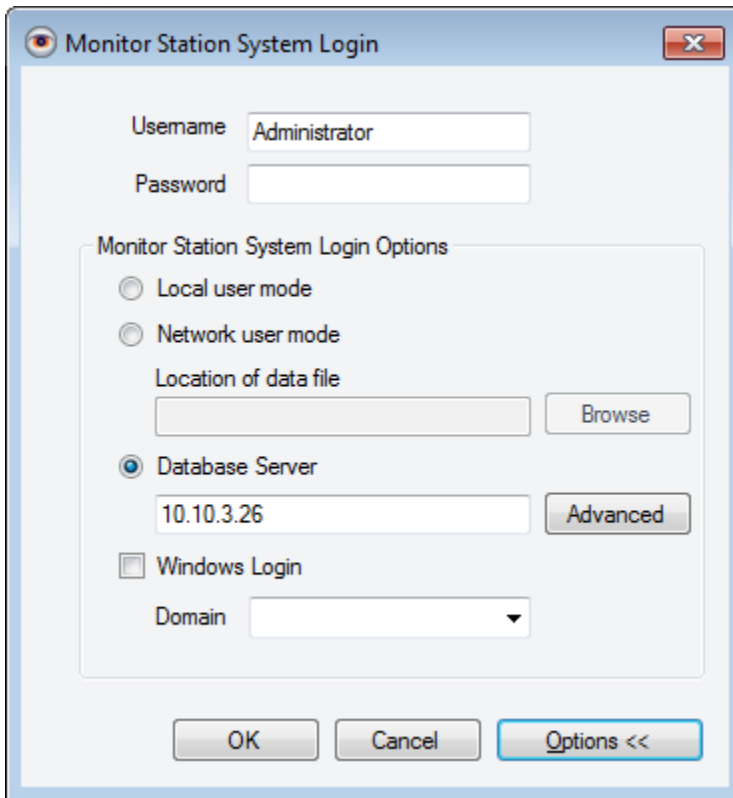 Monitor Station System Login
Username Administrator
Password
Monitor Station System Login Options
Local user mode
Network user mode
Location of data file
Browse
Database Server
10.10.3.26 Advanced
Windows Login
Domain
OK Cancel Options <<